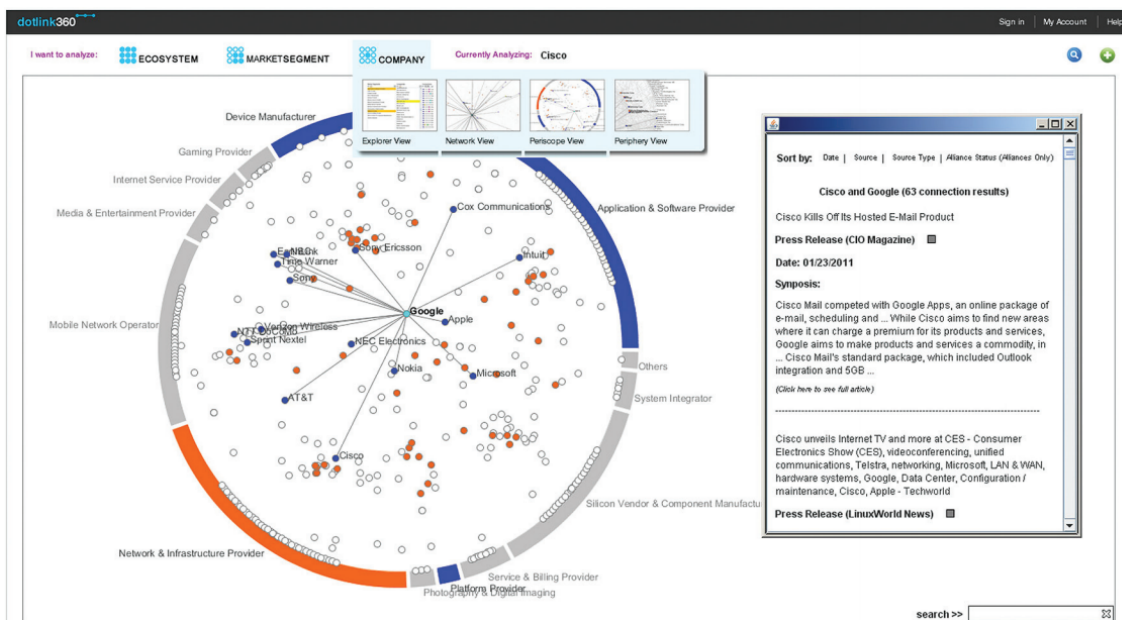 dotlink360
Sign in | My Account | Help
I want to analyze: ECOSYSTEM MARKETSEGMENT COMPANY Currently Analyzing: Cisco
Explorer View Network View Periscope View Periphery View
Device Manufacturer
Gaming Provider
Internet Service Provider
Media & Entertainment Provider
Mobile Network Operator
Network & Infrastructure Provider
Application & Software Provider
Others
System Integrator
Silicon Vendor & Component Manufactu
Service & Billing Provider
Platform Provider
Photography & Digital Imaging
Cox Communications
Sony Ericsson
Intuit
Time Warner
Sony
Google
Apple
Verizon Wireless
NTT DoCoMo
Sprint Nextel
NEC Electronics
Nokia
Microsoft
AT&T
Cisco
Sort by: Date | Source | Source Type | Alliance Status (Alliances Only)
Cisco and Google (63 connection results)
Cisco Kills Off Its Hosted E-Mail Product
Press Release (CIO Magazine)
Date: 01/23/2011
Synposis:
Cisco Mail competed with Google Apps, an online package of
e-mail, scheduling and ... While Cisco aims to find new areas
where it can charge a premium for its products and services,
Google aims to make products and services a commodity, in
... Cisco Mail's standard package, which included Outlook
integration and 5GB ...
(Click here to see full article)
Cisco unveils Internet TV and more at CES - Consumer
Electronics Show (CES), videoconferencing, unified
communications, Telstra, networking, Microsoft, LAN & WAN,
hardware systems, Google, Data Center, Configuration /
maintenance, Cisco, Apple - Techworld
Press Release (LinuxWorld News)
search >>